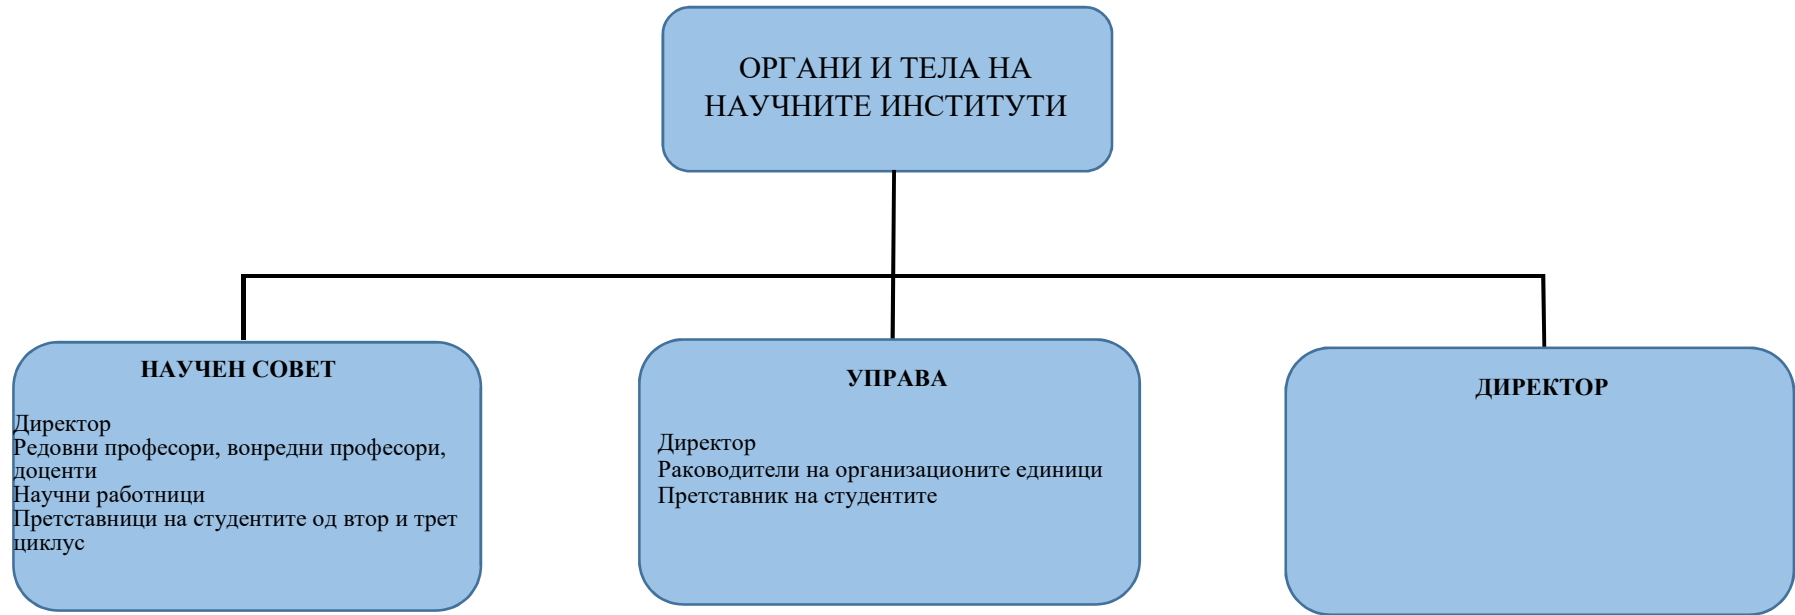 ОРГАНИ И ТЕЛА НА
НАУЧНИТЕ ИНСТИТУТИ
НАУЧЕН СОВЕТ
Директор
Редовни професори, вонредни професори,
доценти
Научни работници
Претставници на студентите од втор и трет
циклус
УПРАВА
Директор
Раководители на организационите единици
Претставник на студентите
ДИРЕКТОР